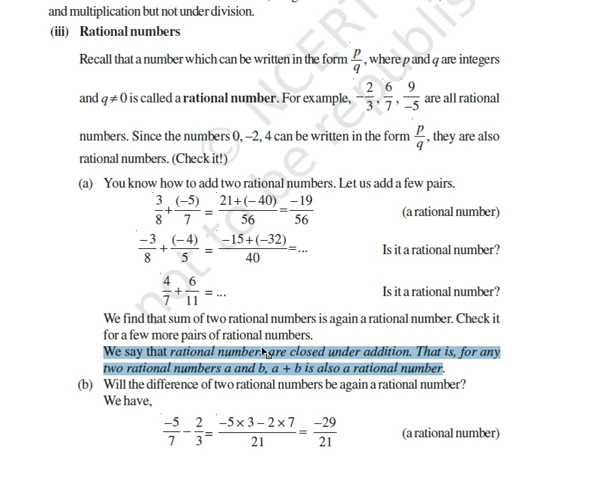 and multiplication but not under division.
(iii) Rational numbers
Recall that a number which can be written in the form p/q, where p and q are integers
and q ≠ 0 is called a rational number. For example, −2/3, 6/7, 9/−5 are all rational
numbers. Since the numbers 0, –2, 4 can be written in the form p/q, they are also
rational numbers. (Check it!)
(a) You know how to add two rational numbers. Let us add a few pairs.
3/8 + (−5)/7 = 21+(−40)/56 = −19/56 (a rational number)
−3/8 + (−4)/5 = −15+(−32)/40 = ... Is it a rational number?
4/7 + 6/11 = ... Is it a rational number?
We find that sum of two rational numbers is again a rational number. Check it
for a few more pairs of rational numbers.
We say that rational numbers are closed under addition. That is, for any
two rational numbers a and b, a + b is also a rational number.
(b) Will the difference of two rational numbers be again a rational number?
We have,
−5/7 − 2/3 = −5×3 − 2×7/21 = −29/21 (a rational number)
© NCERT
not to be republis